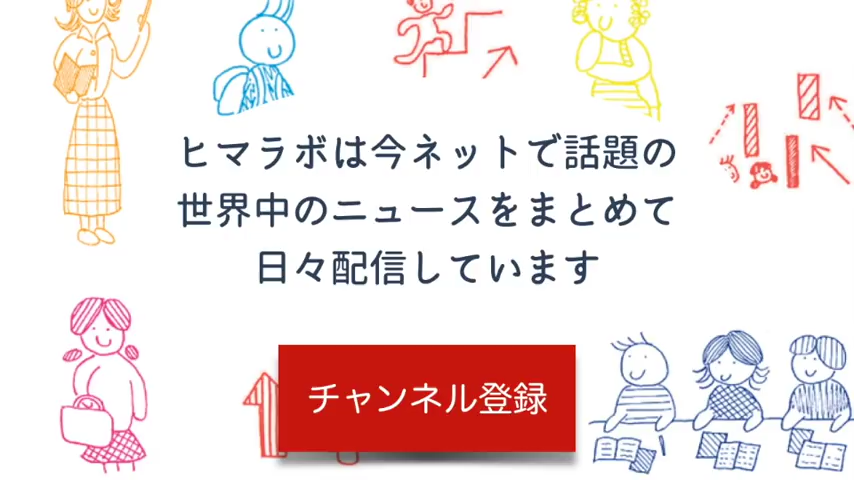 ヒマラボは今ネットで話題の
世界中のニュースをまとめて
日々配信しています
チャンネル登録